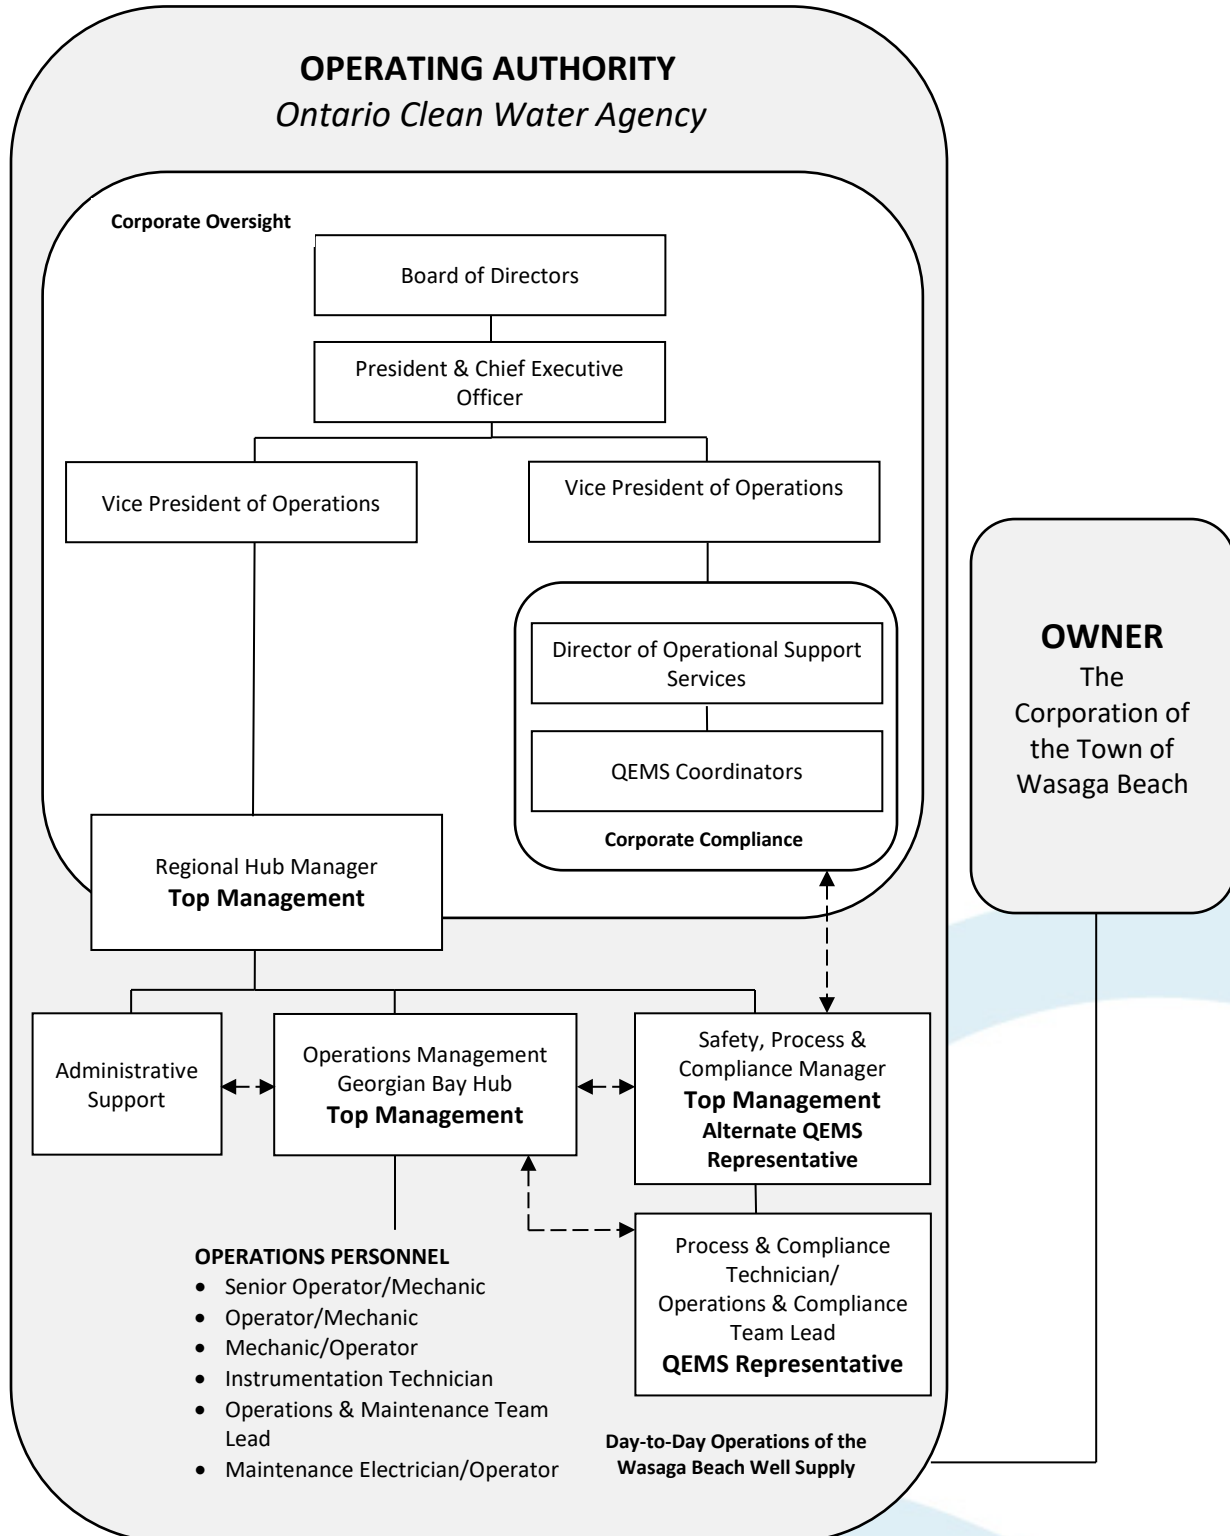 OPERATING AUTHORITY
Ontario Clean Water Agency
Corporate Oversight
Board of Directors
President & Chief Executive
Officer
Vice President of Operations
Vice President of Operations
Director of Operational Support
Services
QEMS Coordinators
Corporate Compliance
OWNER
The
Corporation of
the Town of
Wasaga Beach
Regional Hub Manager
Top Management
Administrative
Support
Operations Management
Georgian Bay Hub
Top Management
Safety, Process &
Compliance Manager
Top Management
Alternate QEMS
Representative
Process & Compliance
Technician/
Operations & Compliance
Team Lead
QEMS Representative
OPERATIONS PERSONNEL
• Senior Operator/Mechanic
• Operator/Mechanic
• Mechanic/Operator
• Instrumentation Technician
• Operations & Maintenance Team
Lead
• Maintenance Electrician/Operator
Day-to-Day Operations of the
Wasaga Beach Well Supply